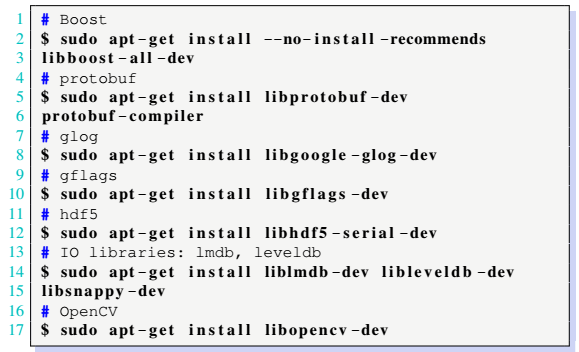 1 # Boost
2 $ sudo apt-get install --no-install-recommends
3 libboost-all-dev
4 # protobuf
5 $ sudo apt-get install libprotobuf-dev
6 protobuf-compiler
7 # glog
8 $ sudo apt-get install libgoogle-glog-dev
9 # gflags
10 $ sudo apt-get install libgflags-dev
11 # hdf5
12 $ sudo apt-get install libhdf5-serial-dev
13 # IO libraries: lmdb, leveldb
14 $ sudo apt-get install liblmdb-dev libleveldb-dev
15 libsnappy-dev
16 # OpenCV
17 $ sudo apt-get install libopencv-dev